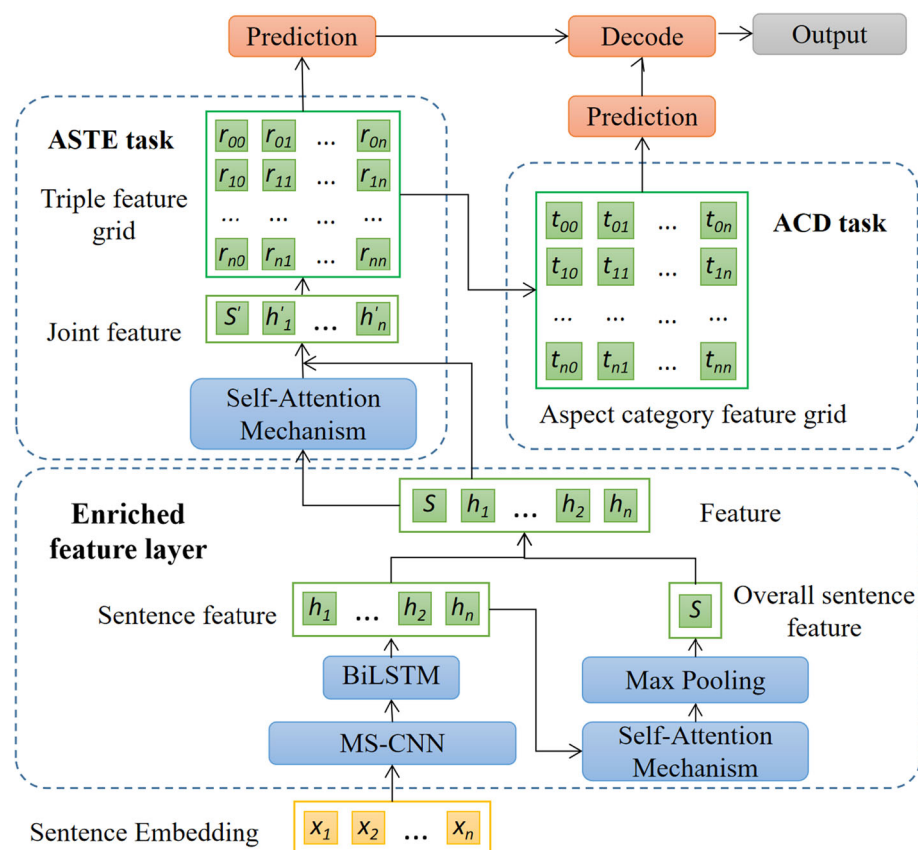 Prediction
Decode
Output
Prediction
ASTE task
r00 r01 ... r0n
r10 r11 ... r1n
... ... ... ...
rn0 rn1 ... rnn
Triple feature
grid
ACD task
t00 t01 ... t0n
t10 t11 ... t1n
... ... ... ...
tn0 tn1 ... tnn
Aspect category feature grid
Joint feature
S' h'1 ... h'n
Self-Attention
Mechanism
Enriched
feature layer
S h1 ... h2 hn
Feature
Sentence feature
h1 ... h2 hn
S
Overall sentence
feature
BiLSTM
Max Pooling
MS-CNN
Self-Attention
Mechanism
Sentence Embedding
x1 x2 ... xn